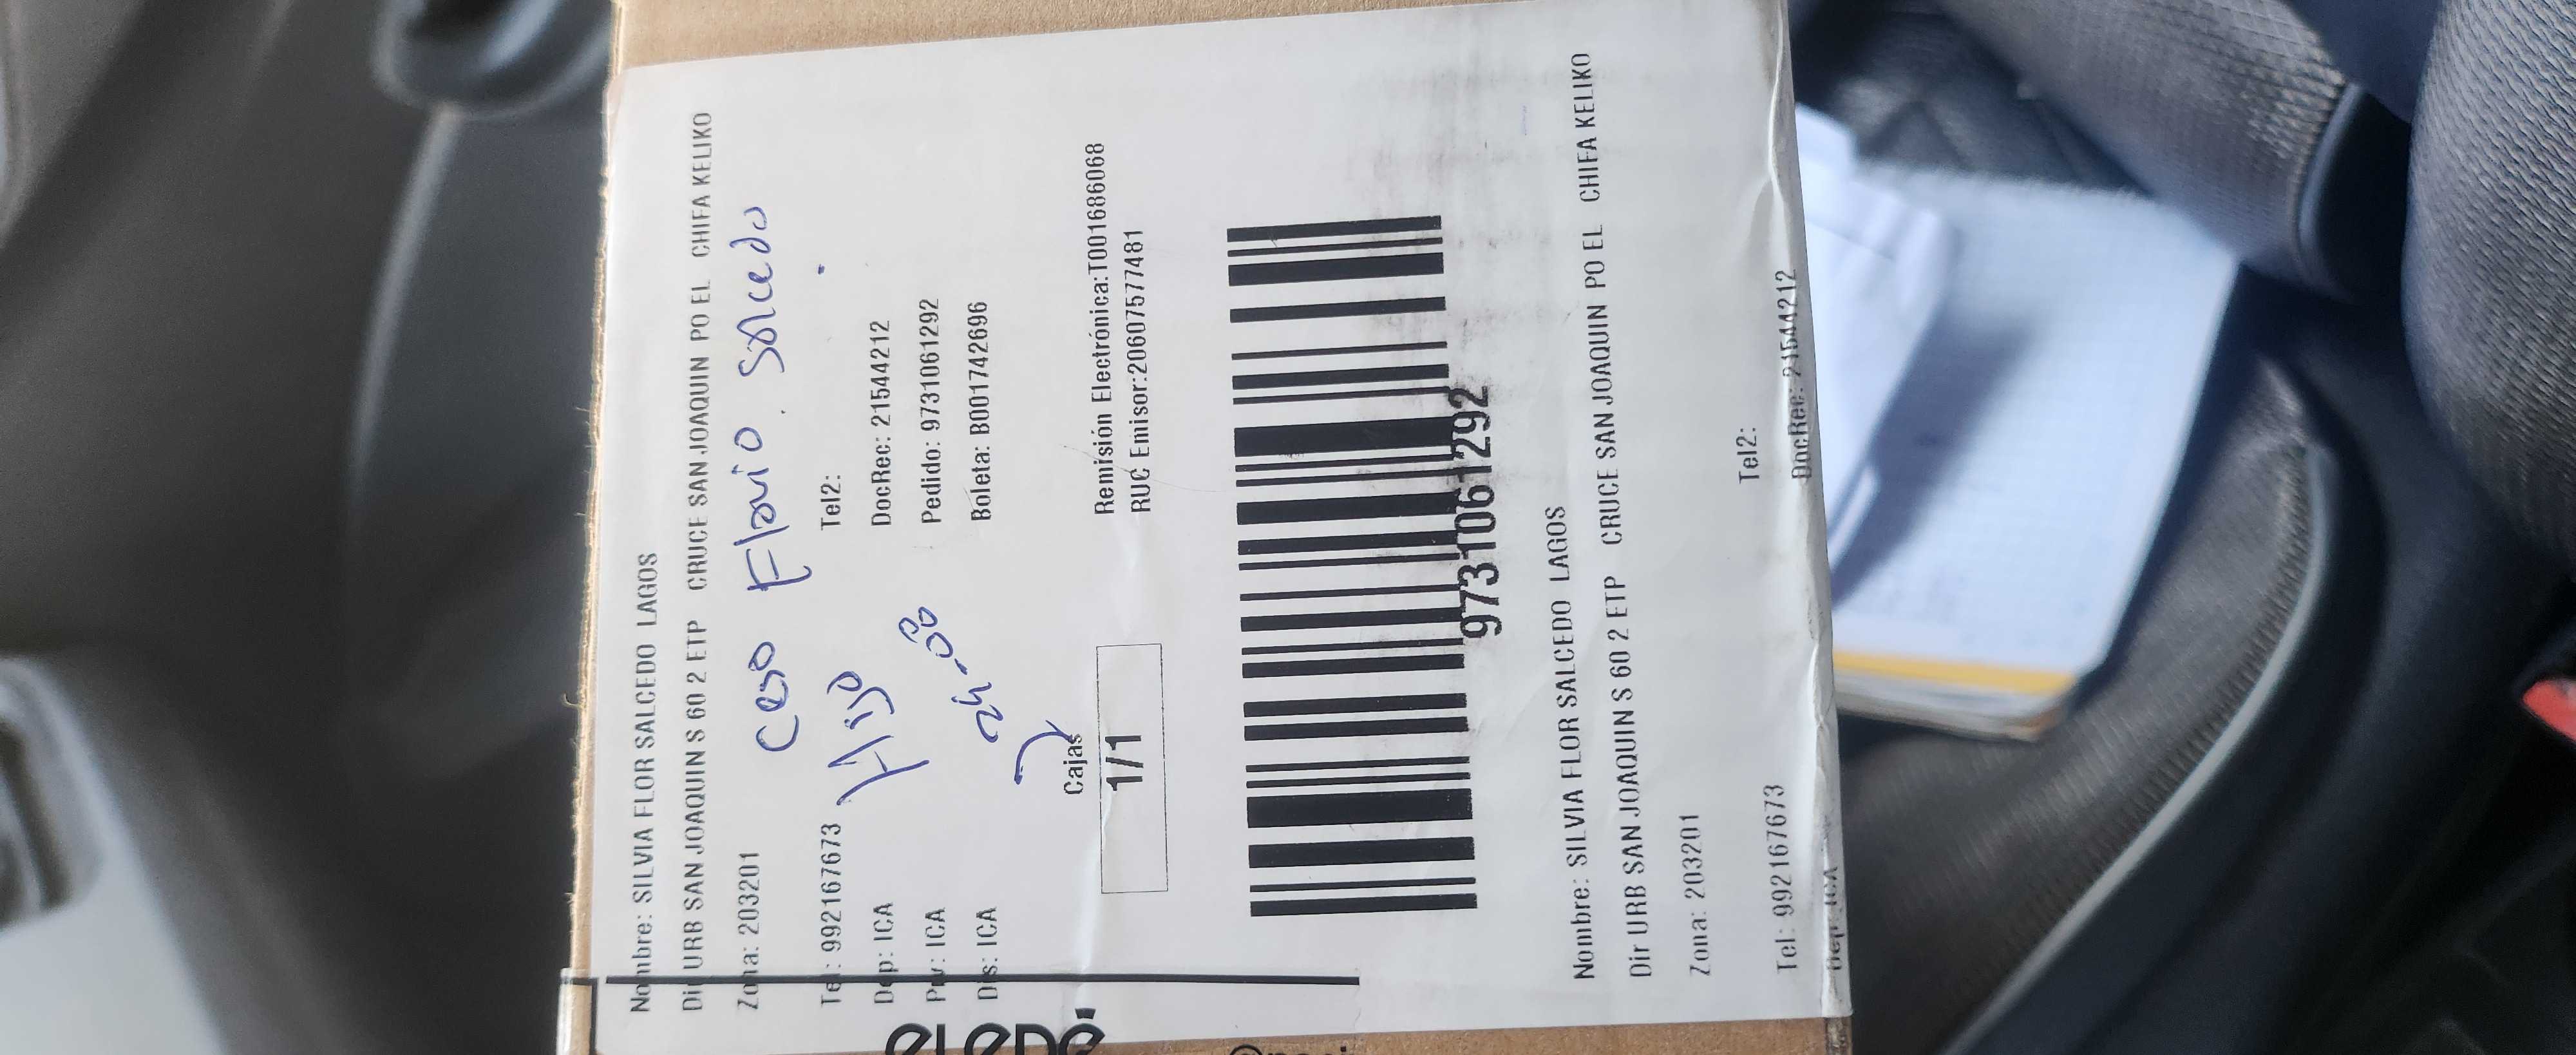 Nombre: SILVIA FLOR SALCEDO LAGOS
Dir URB SAN JOAQUIN S 60 2 ETP CRUCE SAN JOAQUIN PO EL CHIFA KELIKO
Zona: 203201
Flavio Salcedo
Tel: 992167673 Tel2:
Hijo
Dep: ICA DocRec: 21544212
Prv: ICA Pedido: 9731061292
Dis: ICA Boleta: B001742696
Cajas
1/1
Remisión Electrónica:T001686068
RUC Emisor:20607577481
9731061292
Nombre: SILVIA FLOR SALCEDO LAGOS
Dir URB SAN JOAQUIN S 60 2 ETP CRUCE SAN JOAQUIN PO EL CHIFA KELIKO
Zona: 203201
Tel: 992167673 Tel2:
Dep: ICA DocRec: 21544212